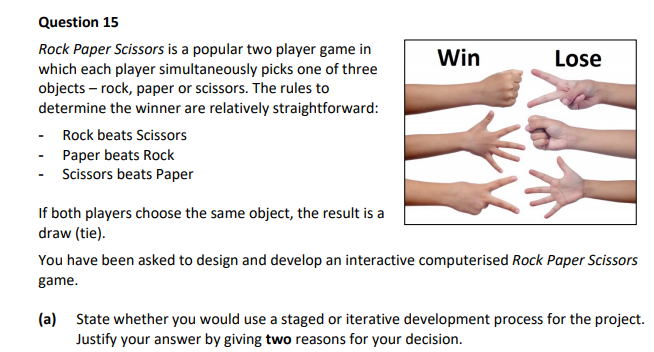 Question 15
Rock Paper Scissors is a popular two player game in
which each player simultaneously picks one of three
objects – rock, paper or scissors. The rules to
determine the winner are relatively straightforward:
- Rock beats Scissors
- Paper beats Rock
- Scissors beats Paper
Win Lose
If both players choose the same object, the result is a
draw (tie).
You have been asked to design and develop an interactive computerised Rock Paper Scissors
game.
(a) State whether you would use a staged or iterative development process for the project.
Justify your answer by giving two reasons for your decision.